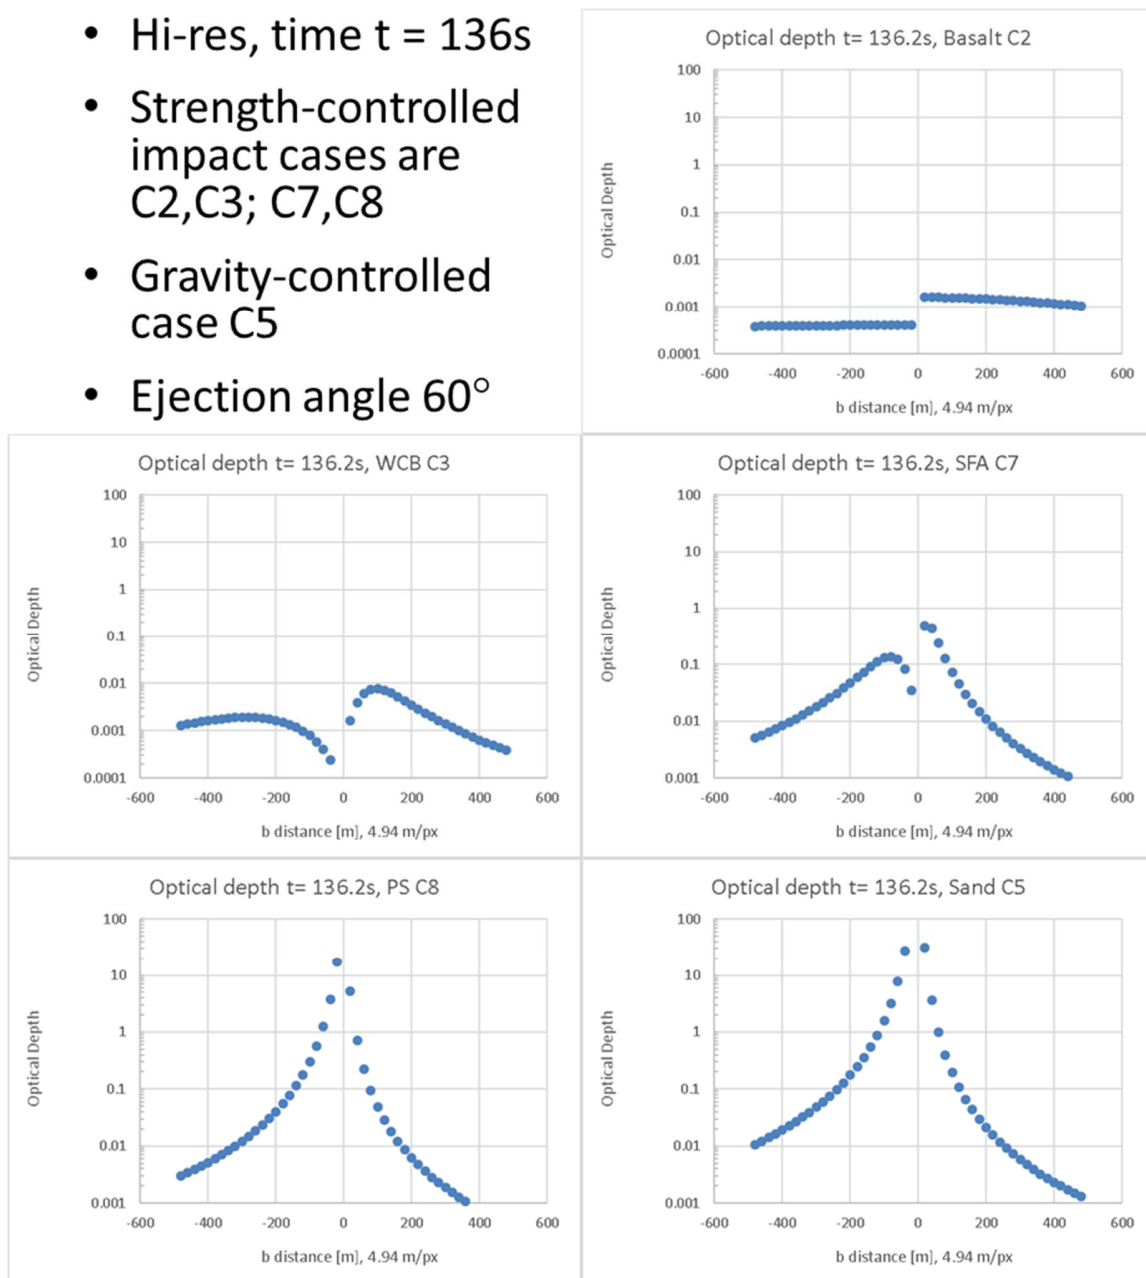 • Hi-res, time t = 136s
• Strength-controlled
impact cases are
C2,C3; C7,C8
• Gravity-controlled
case C5
• Ejection angle 60°
Optical depth t= 136.2s, Basalt C2
Optical Depth
100
10
1
0.1
0.01
0.001
0.0001
-600 -400 -200 0 200 400 600
b distance [m], 4.94 m/px
Optical depth t= 136.2s, WCB C3
Optical Depth
100
10
1
0.1
0.01
0.001
0.0001
-600 -400 -200 0 200 400 600
b distance [m], 4.94 m/px
Optical depth t= 136.2s, SFA C7
Optical Depth
100
10
1
0.1
0.01
0.001
-600 -400 -200 0 200 400 600
b distance [m], 4.94 m/px
Optical depth t= 136.2s, PS C8
Optical Depth
100
10
1
0.1
0.01
0.001
-600 -400 -200 0 200 400 600
b distance [m], 4.94 m/px
Optical depth t= 136.2s, Sand C5
Optical Depth
100
10
1
0.1
0.01
0.001
-600 -400 -200 0 200 400 600
b distance [m], 4.94 m/px